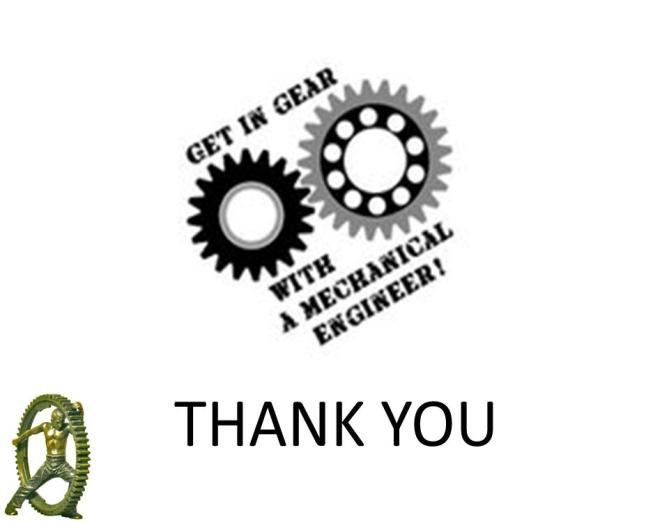 GET IN GEAR
WITH
A MECHANICAL
ENGINEER!
THANK YOU